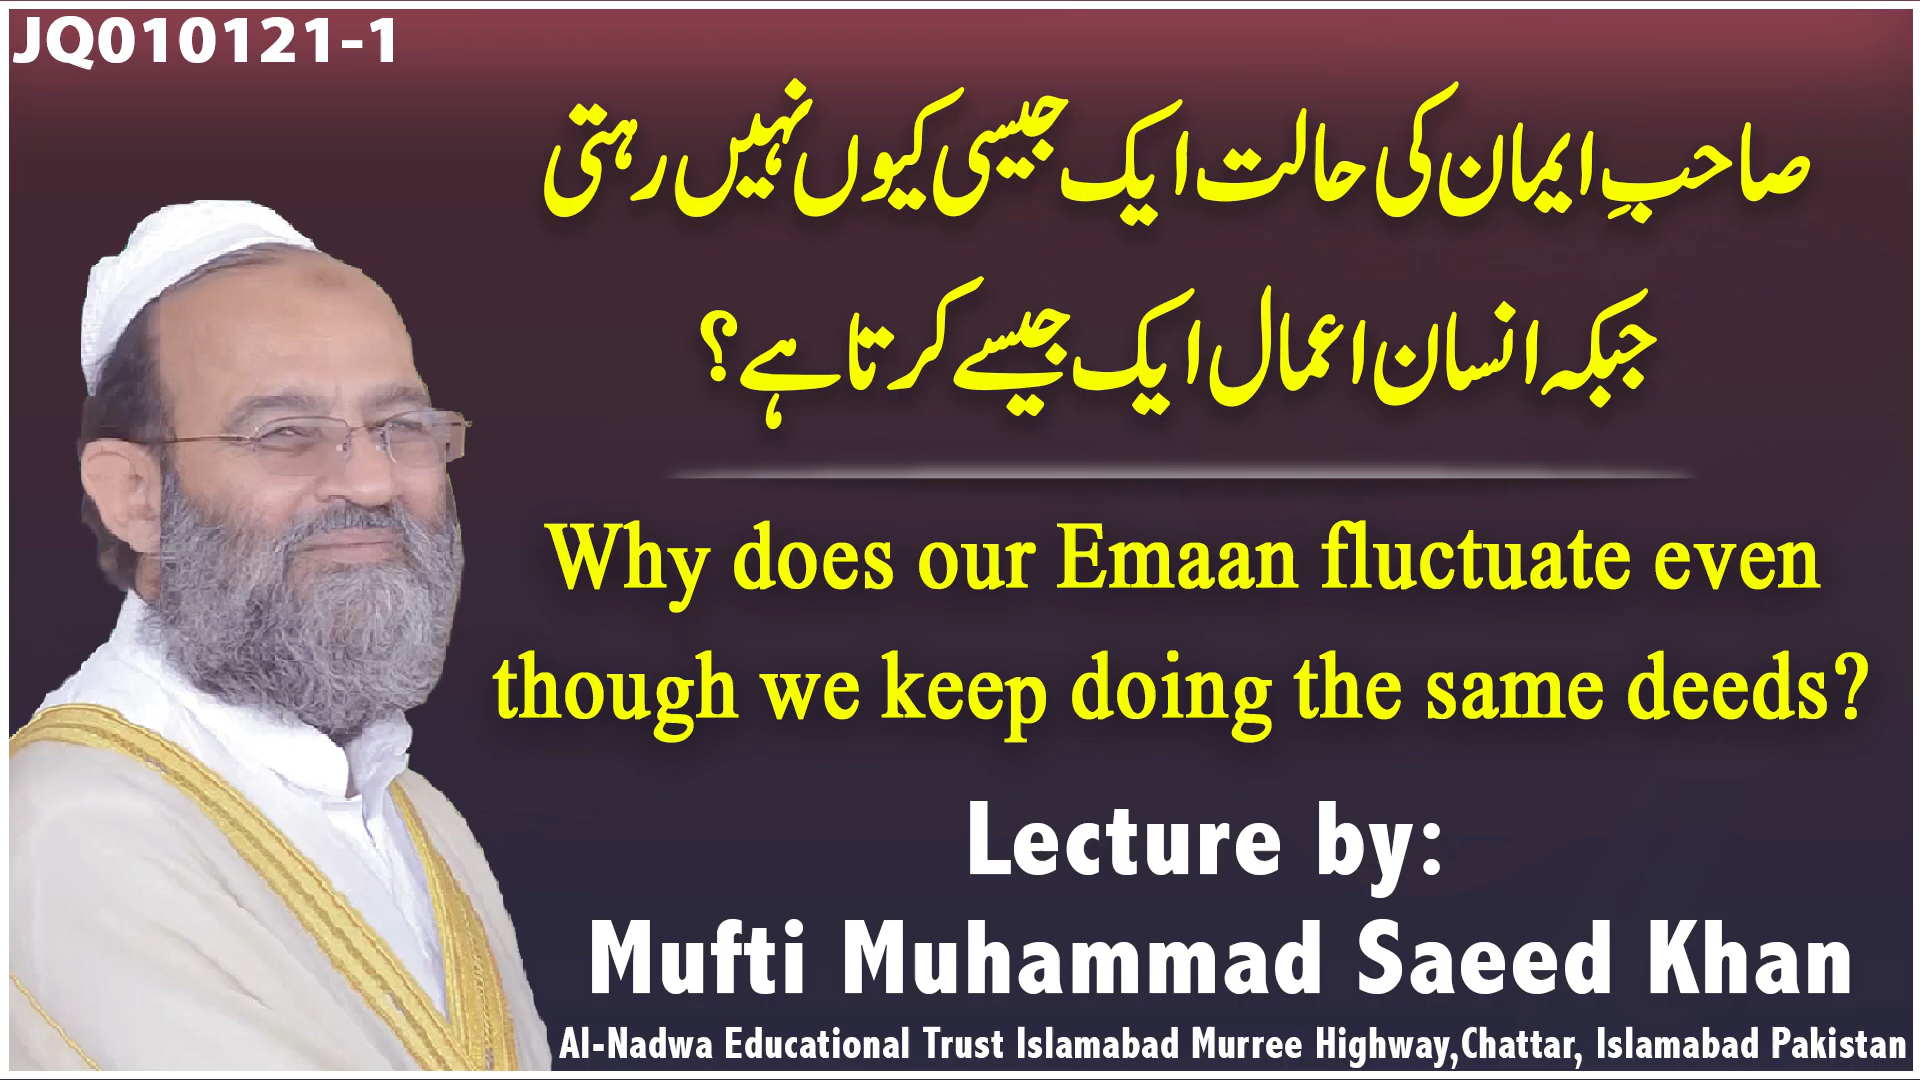 JQ010121-1
صاحبِ ایمان کی حالت ایک جیسی کیوں نہیں رہتی
جبکہ انسان اعمال ایک جیسے کرتا ہے؟
Why does our Emaan fluctuate even
though we keep doing the same deeds?
Lecture by:
Mufti Muhammad Saeed Khan
Al-Nadwa Educational Trust Islamabad Murree Highway,Chattar, Islamabad Pakistan